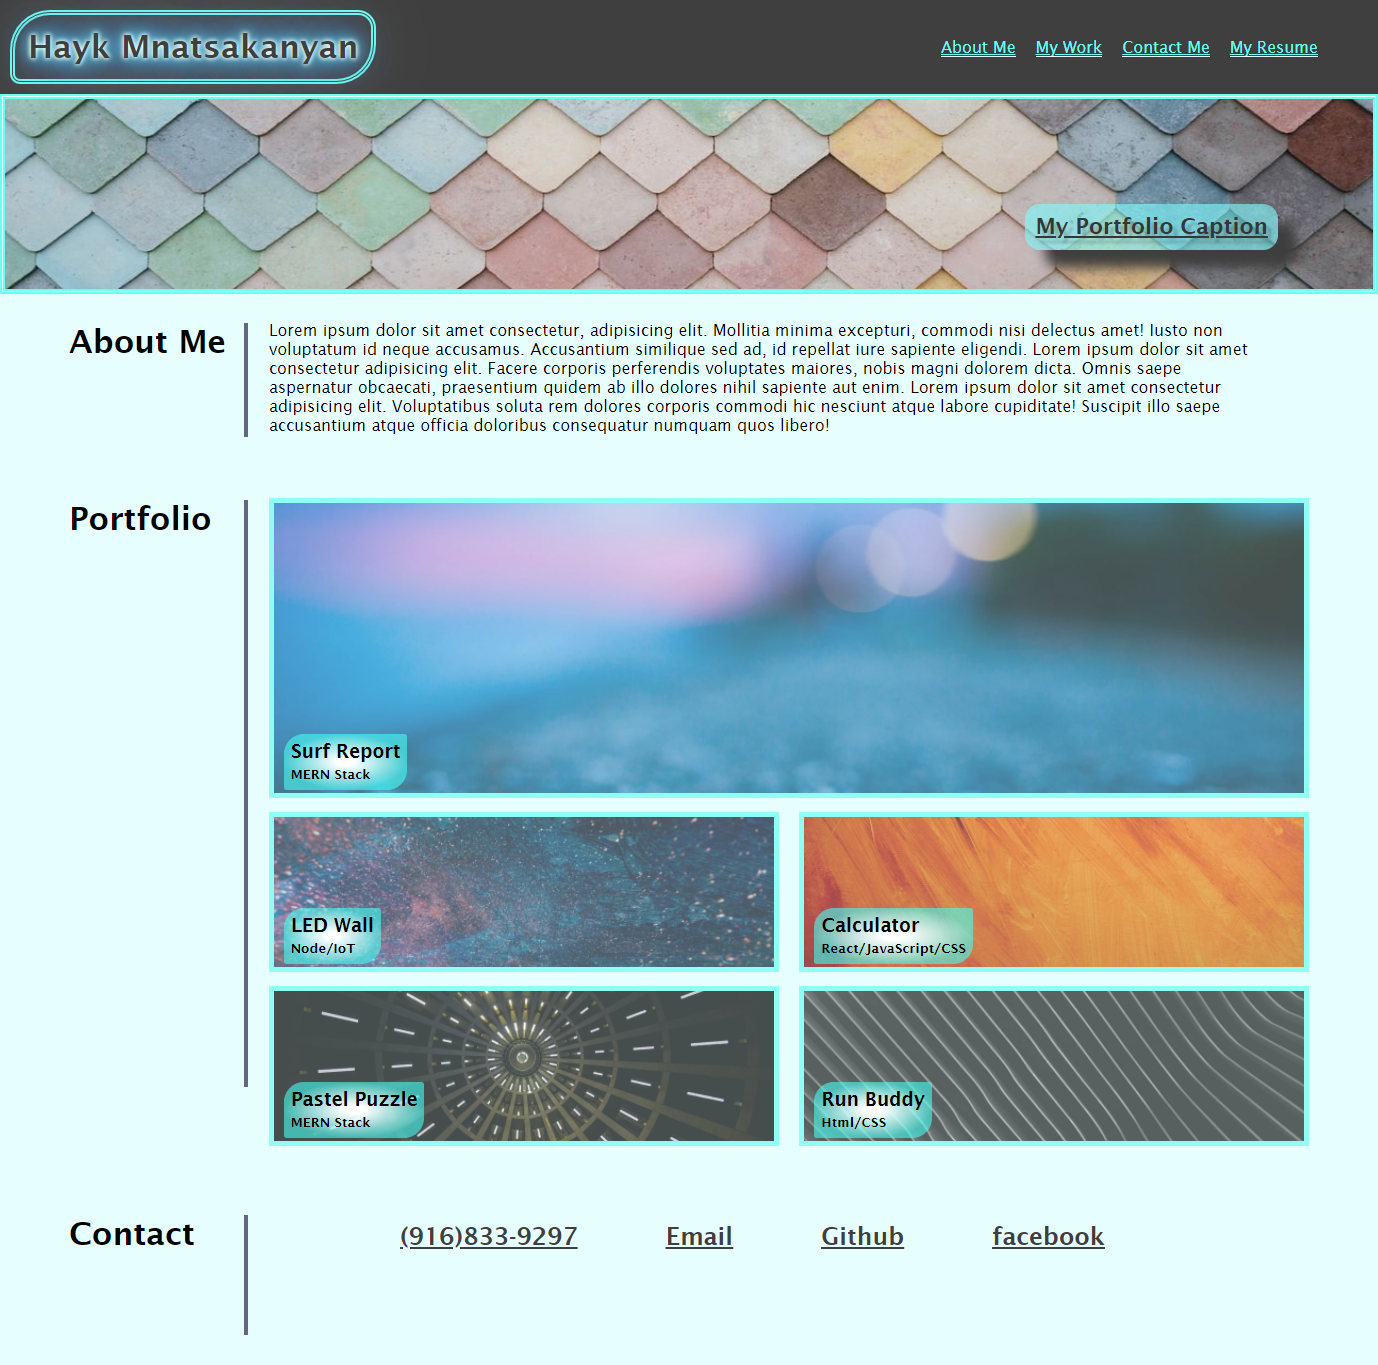 Hayk Mnatsakanyan
About Me My Work Contact Me My Resume
My Portfolio Caption
About Me
Lorem ipsum dolor sit amet consectetur, adipisicing elit. Mollitia minima excepturi, commodi nisi delectus amet! Iusto non
voluptatum id neque accusamus. Accusantium similique sed ad, id repellat iure sapiente eligendi. Lorem ipsum dolor sit amet
consectetur adipisicing elit. Facere corporis perferendis voluptates maiores, nobis magni dolorem dicta. Omnis saepe
aspernatur obcaecati, praesentium quidem ab illo dolores nihil sapiente aut enim. Lorem ipsum dolor sit amet consectetur
adipisicing elit. Voluptatibus soluta rem dolores corporis commodi hic nesciunt atque labore cupiditate! Suscipit illo saepe
accusantium atque officia doloribus consequatur numquam quos libero!
Portfolio
Surf Report
MERN Stack
LED Wall
Node/IoT
Calculator
React/JavaScript/CSS
Pastel Puzzle
MERN Stack
Run Buddy
Html/CSS
Contact
(916)833-9297 Email Github facebook